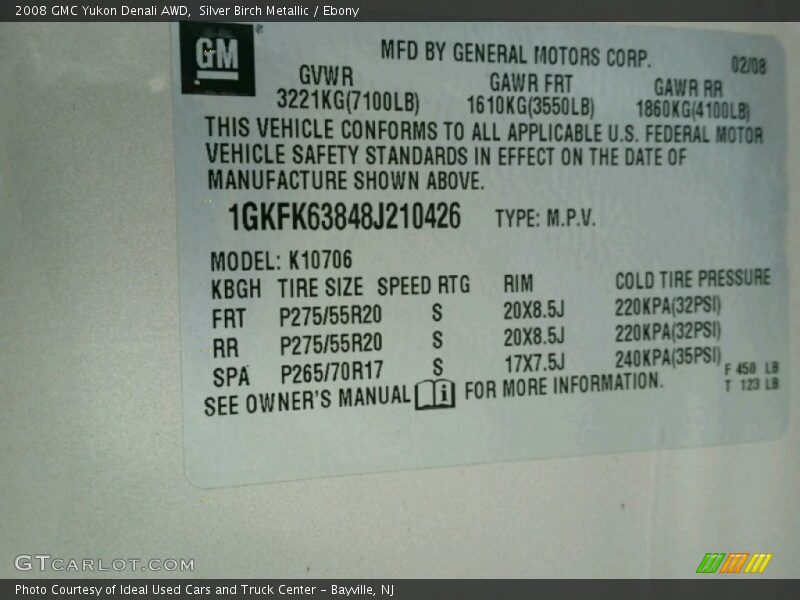 2008 GMC Yukon Denali AWD, Silver Birch Metallic / Ebony
GM ®
MFD BY GENERAL MOTORS CORP. 02/08
GVWR GAWR FRT GAWR RR
3221KG(7100LB) 1610KG(3550LB) 1860KG(4100LB)
THIS VEHICLE CONFORMS TO ALL APPLICABLE U.S. FEDERAL MOTOR
VEHICLE SAFETY STANDARDS IN EFFECT ON THE DATE OF
MANUFACTURE SHOWN ABOVE.
1GKFK63848J210426 TYPE: M.P.V.
MODEL: K10706
KBGH TIRE SIZE SPEED RTG RIM COLD TIRE PRESSURE
FRT P275/55R20 S 20X8.5J 220KPA(32PSI)
RR P275/55R20 S 20X8.5J 220KPA(32PSI)
SPA P265/70R17 S 17X7.5J 240KPA(35PSI)
F 450 LB
T 123 LB
SEE OWNER'S MANUAL i FOR MORE INFORMATION.
GTCARLOT.COM
Photo Courtesy of Ideal Used Cars and Truck Center – Bayville, NJ